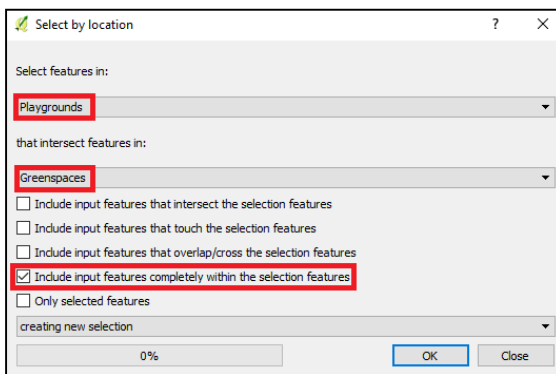 Select by location
?
Select features in:
Playgrounds
that intersect features in:
Greenspaces
Include input features that intersect the selection features
Include input features that touch the selection features
Include input features that overlap/cross the selection features
Include input features completely within the selection features
Only selected features
creating new selection
0% OK Close